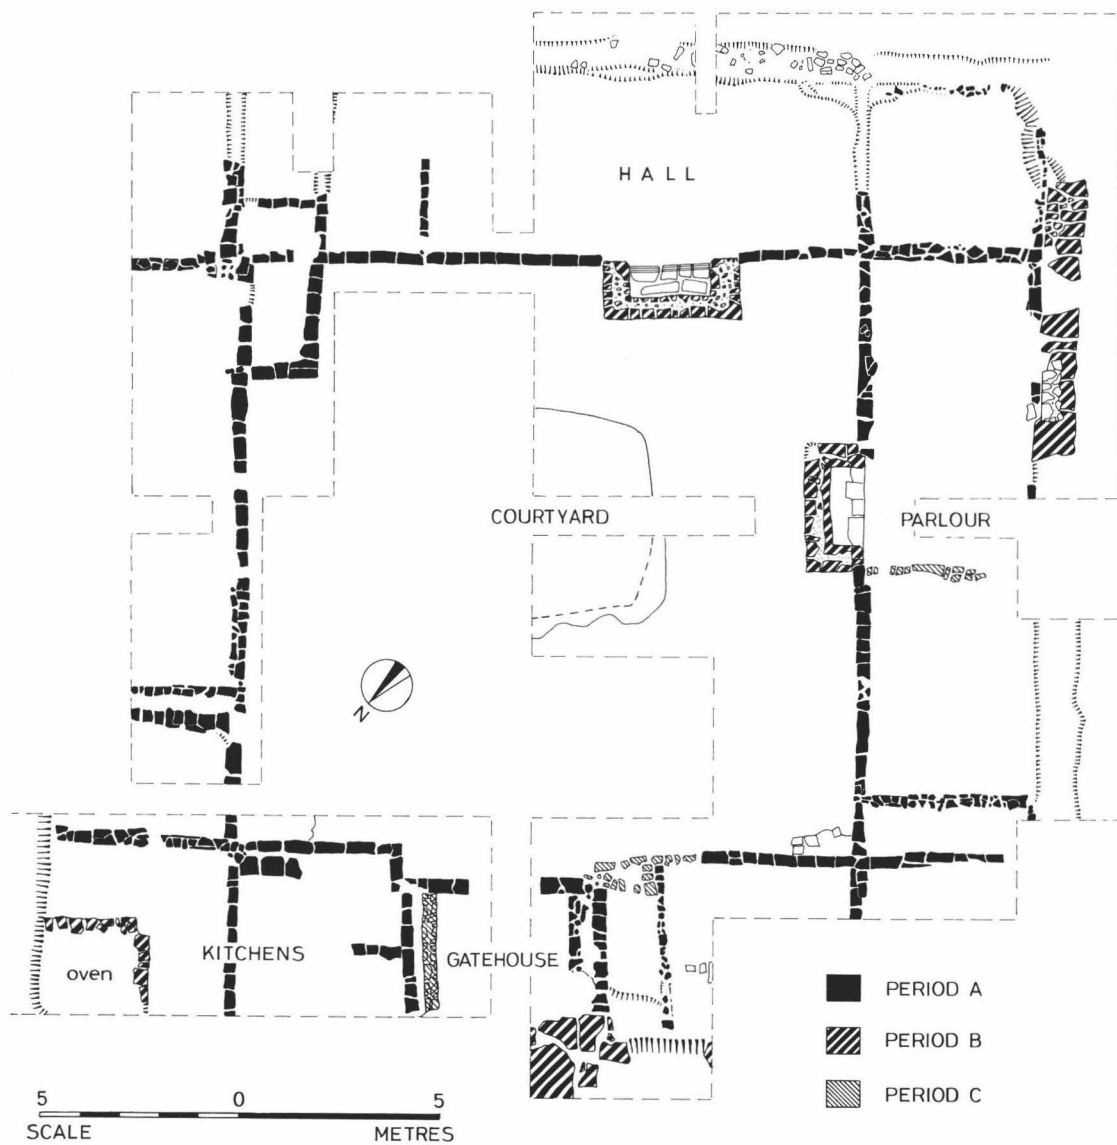 HALL
COURTYARD
PARLOUR
N
KITCHENS
GATEHOUSE
oven
PERIOD A
PERIOD B
PERIOD C
5 0 5
SCALE METRES